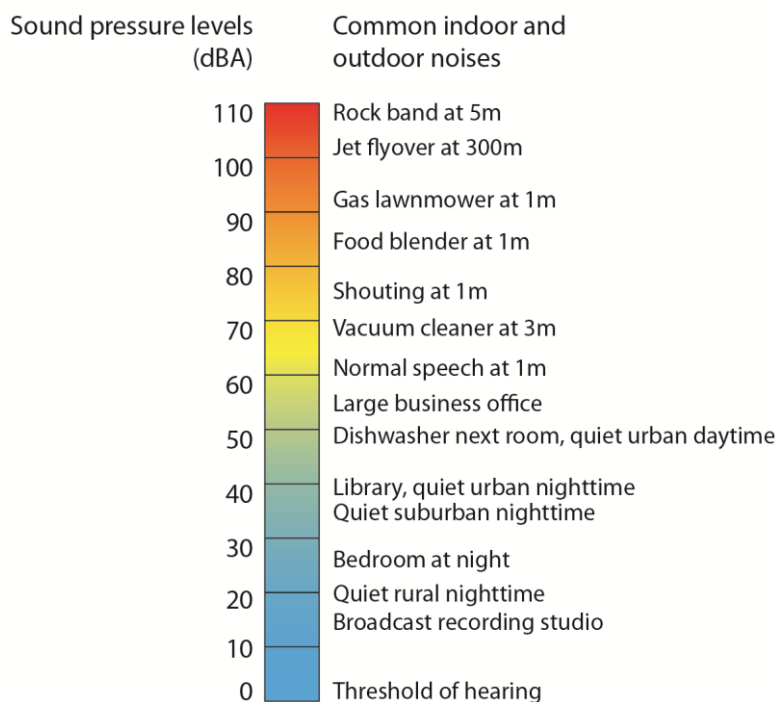 Sound pressure levels
(dBA)
Common indoor and
outdoor noises
110
Rock band at 5m
Jet flyover at 300m
100
Gas lawnmower at 1m
90
Food blender at 1m
80
Shouting at 1m
70
Vacuum cleaner at 3m
Normal speech at 1m
60
Large business office
50
Dishwasher next room, quiet urban daytime
40
Library, quiet urban nighttime
Quiet suburban nighttime
30
Bedroom at night
20
Quiet rural nighttime
Broadcast recording studio
10
0
Threshold of hearing